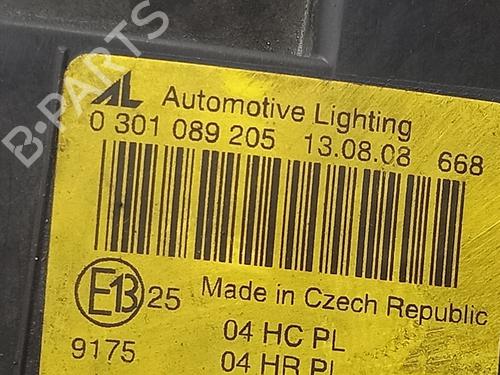 AL Automotive Lighting
0 301 089 205 13.08.08 668
E13 25 Made in Czech Republic
9175 04 HC PL
04 HR PL
B-PARTS